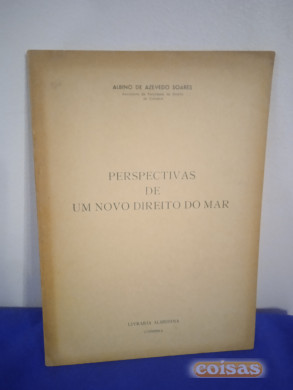 ALBINO DE AZEVEDO SOARES
PERSPECTIVAS
DE
UM NOVO DIREITO DO MAR
LIVRARIA ALMEDINA
COIMBRA
coisas